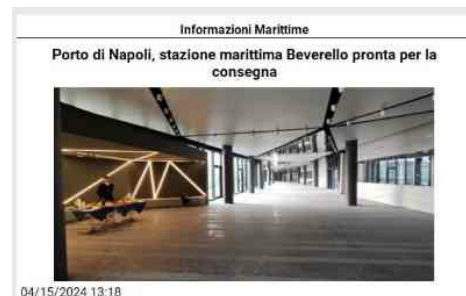 Informazioni Marittime
Porto di Napoli, stazione marittima Beverello pronta per la
consegna
04/15/2024 13:18